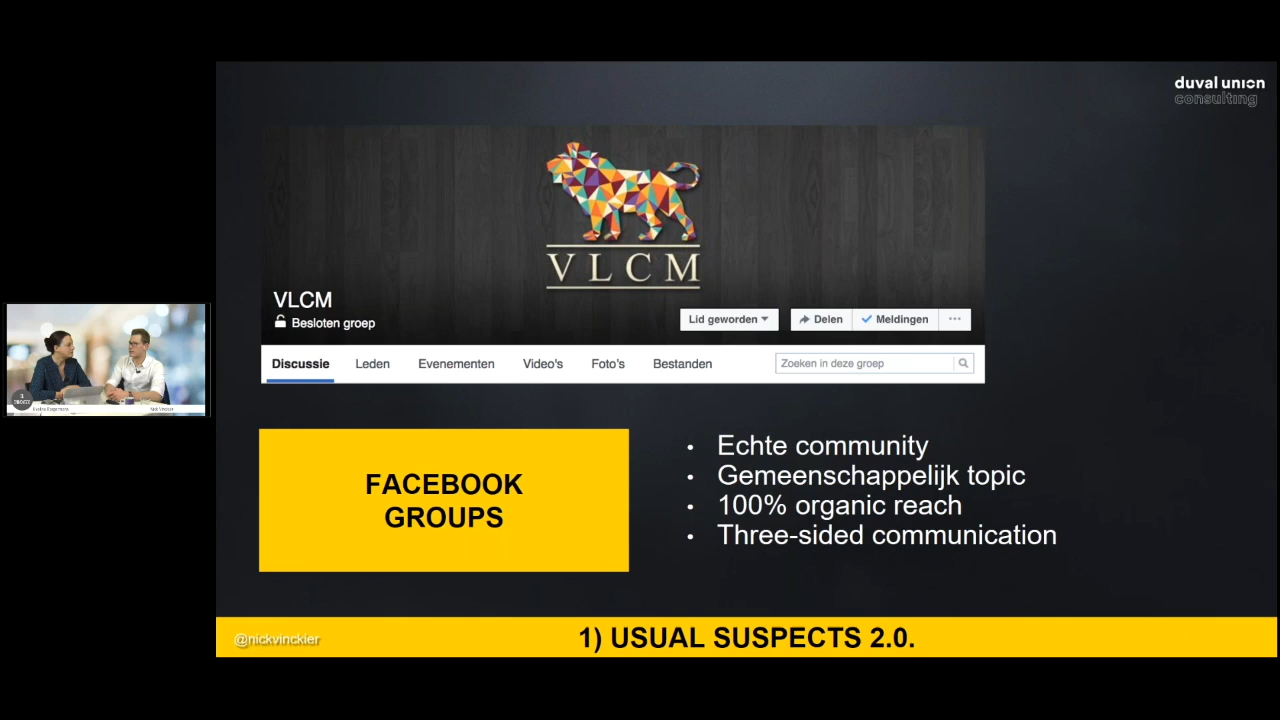 duval union
consulting
VLCM
VLCM
Besloten groep
Lid geworden
Delen
Meldingen
Discussie
Leden
Evenementen
Video's
Foto's
Bestanden
Zoeken in deze groep
FACEBOOK
GROUPS
• Echte community
• Gemeenschappelijk topic
• 100% organic reach
• Three-sided communication
@nickvinckier
1) USUAL SUSPECTS 2.0.